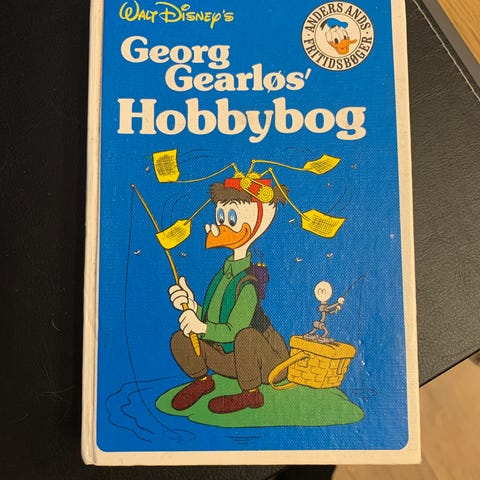 Walt Disney's
Georg
Gearløs'
Hobbybog
ANDERS ANDS
FRITIDSBØGER